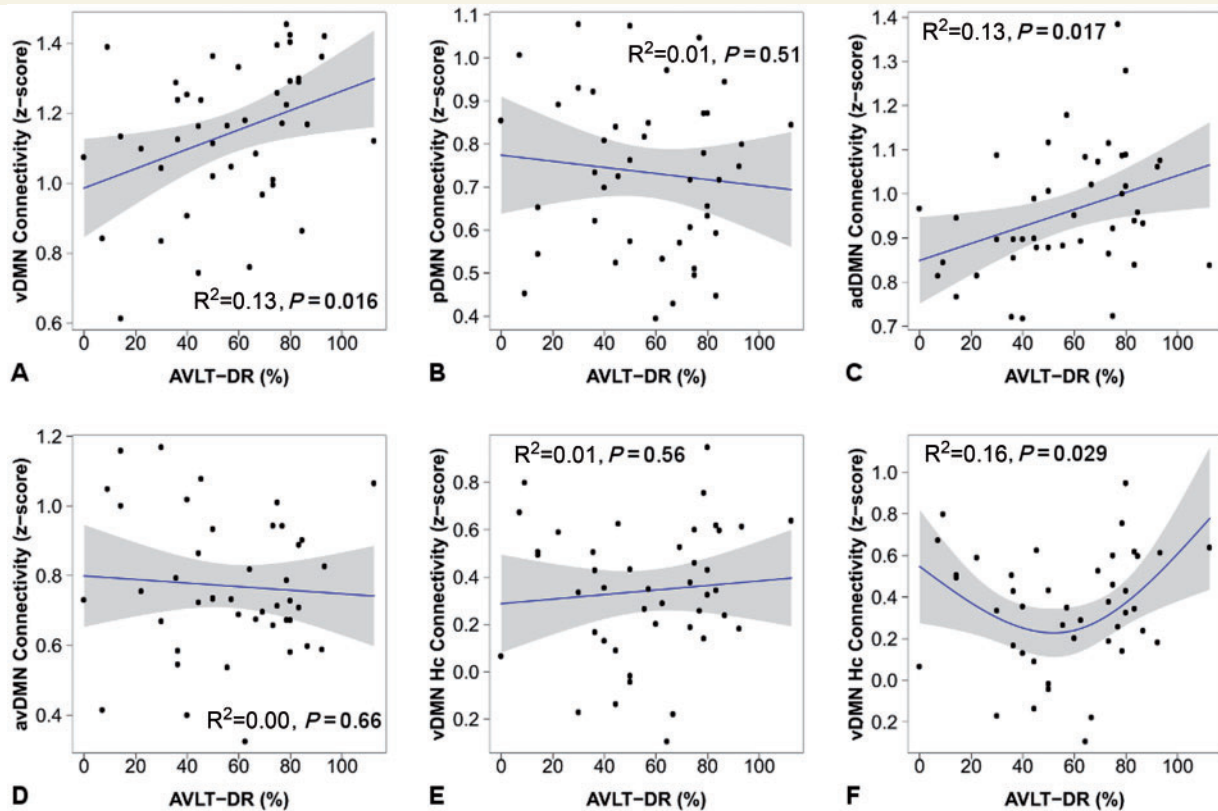 vDMN Connectivity (z-score)
1.4
1.2
1.0
0.8
0.6
R²=0.13, P=0.016
0 20 40 60 80 100
A
AVLT-DR (%)
pDMN Connectivity (z-score)
1.1
1.0
0.9
0.8
0.7
0.6
0.5
0.4
R²=0.01, P=0.51
0 20 40 60 80 100
B
AVLT-DR (%)
adDMN Connectivity (z-score)
1.4
1.3
1.2
1.1
1.0
0.9
0.8
0.7
R²=0.13, P=0.017
0 20 40 60 80 100
C
AVLT-DR (%)
avDMN Connectivity (z-score)
1.2
1.0
0.8
0.6
0.4
R²=0.00, P=0.66
0 20 40 60 80 100
D
AVLT-DR (%)
vDMN Hc Connectivity (z-score)
1.0
0.8
0.6
0.4
0.2
0.0
0.2
R²=0.01, P=0.56
0 20 40 60 80 100
E
AVLT-DR (%)
vDMN Hc Connectivity (z-score)
1.0
0.8
0.6
0.4
0.2
0.0
0.2
R²=0.16, P=0.029
0 20 40 60 80 100
F
AVLT-DR (%)